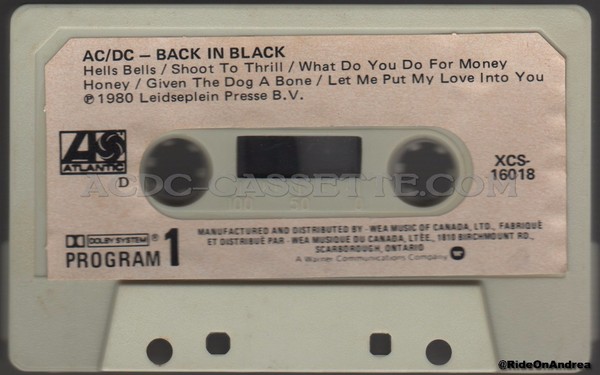 AC/DC – BACK IN BLACK
Hells Bells / Shoot To Thrill / What Do You Do For Money
Honey / Given The Dog A Bone / Let Me Put My Love Into You
℗ 1980 Leidseplein Presse B.V.
ATLANTIC
D
XCS-
16018
ACDC-CASSETTE.COM
100 50 0
DOLBY SYSTEM ®
PROGRAM 1
MANUFACTURED AND DISTRIBUTED BY - WEA MUSIC OF CANADA, LTD., FABRIQUÉ
ET DISTRIBUÉ PAR - WEA MUSIQUE DU CANADA, LTÉE., 1810 BIRCHMOUNT RD.,
SCARBOROUGH, ONTARIO
A Warner Communications Company
@RideOnAndrea